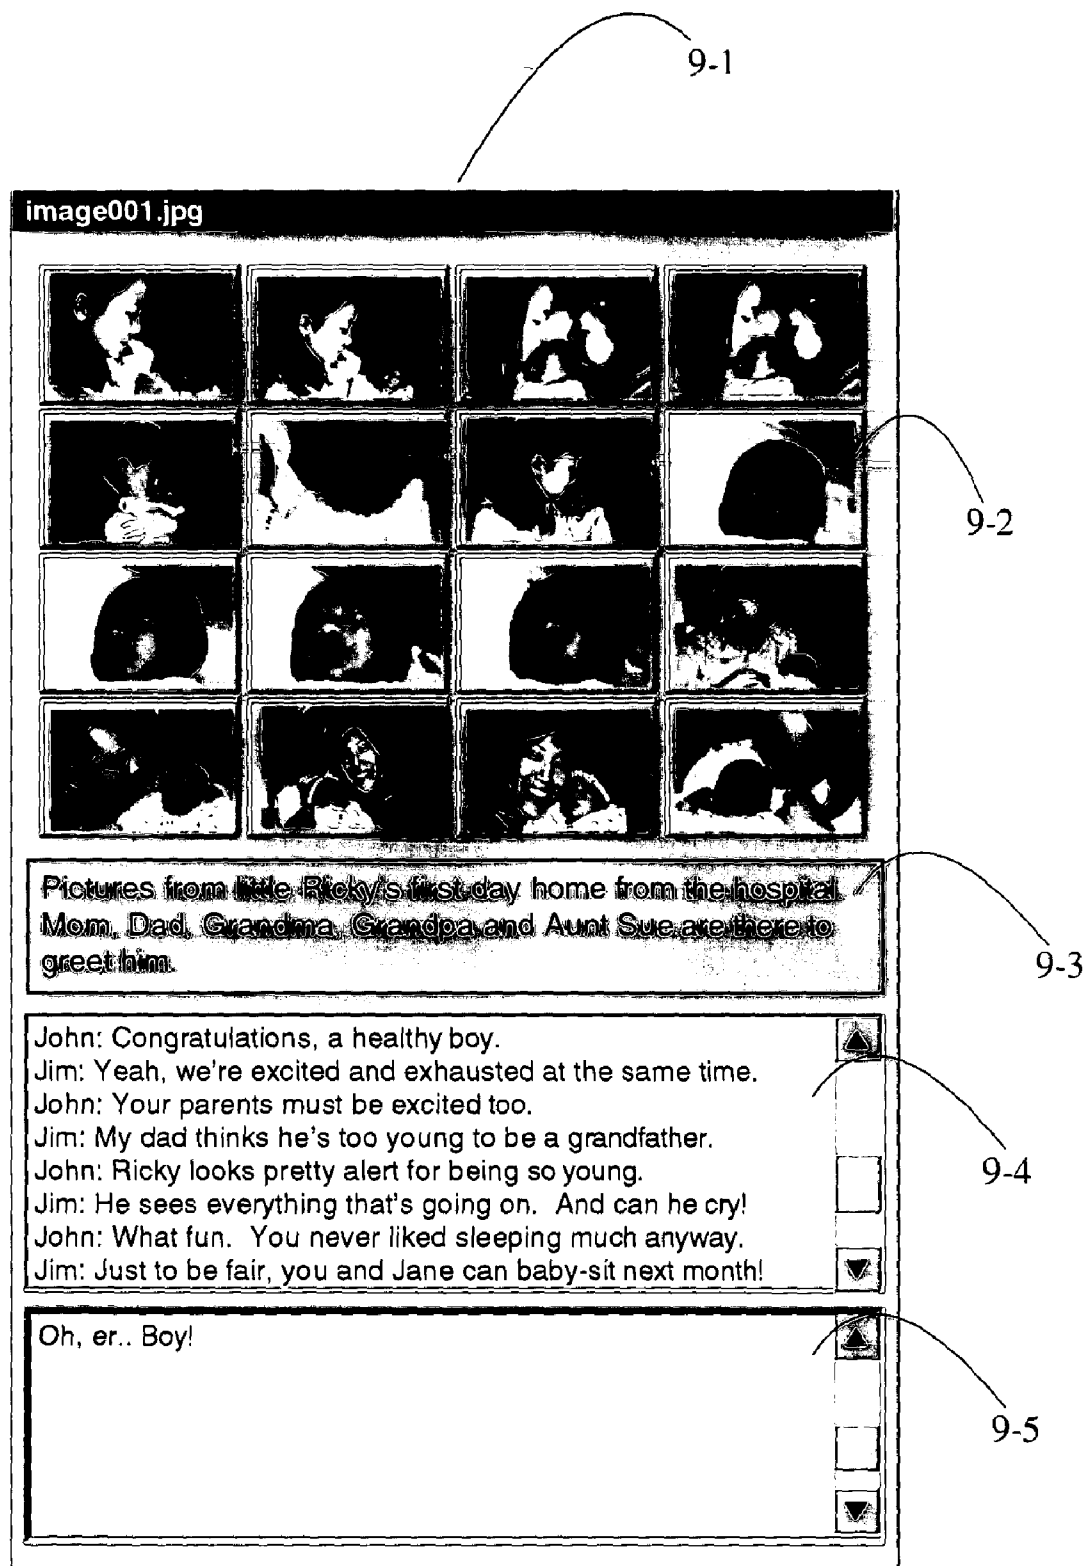 9-1
image001.jpg
9-2
Pictures from little Ricky's first day home from the hospital.
Mom, Dad, Grandma, Grandpa and Aunt Sue are there to
greet him.
9-3
John: Congratulations, a healthy boy.
Jim: Yeah, we're excited and exhausted at the same time.
John: Your parents must be excited too.
Jim: My dad thinks he's too young to be a grandfather.
John: Ricky looks pretty alert for being so young.
Jim: He sees everything that's going on.  And can he cry!
John: What fun.  You never liked sleeping much anyway.
Jim: Just to be fair, you and Jane can baby-sit next month!
9-4
Oh, er.. Boy!
9-5